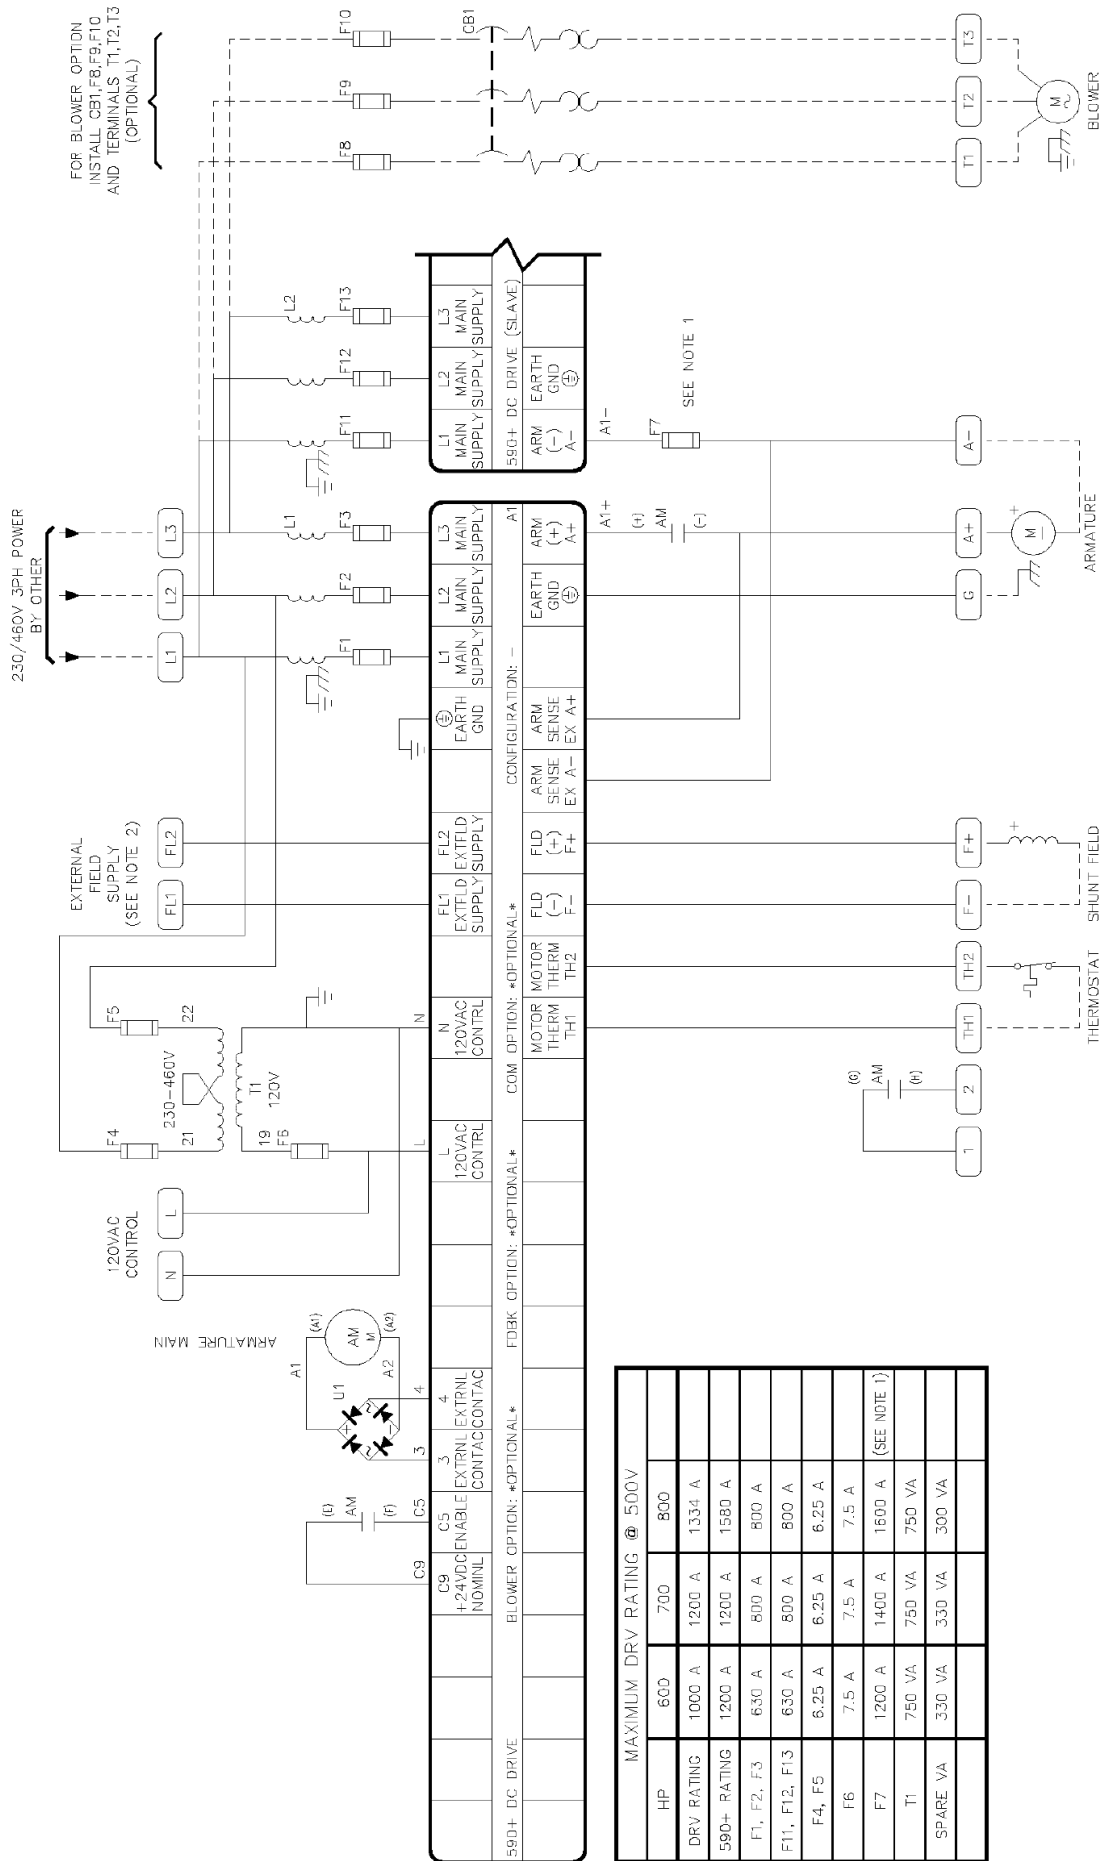 FOR BLOWER OPTION
INSTALL CB1,F8,F9,F10
AND TERMINALS T1,T2,T3
(OPTIONAL)
F10
F9
F8
CB1
T3
T2
T1
M
BLOWER
230/460V 3PH POWER
BY OTHER
L3
L2
L1
L2
F13
F12
F11
L1
F3
F2
F1
L3
MAIN
SUPPLY
L2
MAIN
SUPPLY
L1
MAIN
SUPPLY
590+ DC DRIVE (SLAVE)
EARTH
GND
ARM
(-)
A-
A1-
F7
SEE NOTE 1
A-
L3
MAIN
SUPPLY
L2
MAIN
SUPPLY
L1
MAIN
SUPPLY
EARTH
GND
A1
CONFIGURATION: -
ARM
(+)
A+
EARTH
GND
ARM
SENSE
EX A+
ARM
SENSE
EX A-
A1+
(+)
AM
(-)
A+
G
+
M
ARMATURE
EXTERNAL
FIELD
SUPPLY
(SEE NOTE 2)
FL2
FL1
FL2
EXTFLD
SUPPLY
FL1
EXTFLD
SUPPLY
FLD
(+)
F+
FLD
(-)
F-
F+
F-
+
SHUNT FIELD
F5
22
230-460V
F4
21
T1
120V
19
F6
N
L
N
120VAC
CONTRL
L
120VAC
CONTRL
COM OPTION: *OPTIONAL*
MOTOR
THERM
TH2
MOTOR
THERM
TH1
TH2
TH1
THERMOSTAT
(G)
AM
(H)
2
1
120VAC
CONTROL
L
N
ARMATURE MAIN
A1
(A1)
AM
M
(A2)
A2
U1
+
-
4
3
4
EXTRNL
CONTAC
3
EXTRNL
CONTAC
FDBK OPTION: *OPTIONAL*
(E)
AM
(F)
C5
C9
C5
ENABLE
C9
+24VDC
NOMINL
BLOWER OPTION: *OPTIONAL*
590+ DC DRIVE
MAXIMUM DRV RATING @ 500V
HP 600 700 800
DRV RATING 1000 A 1200 A 1334 A
590+ RATING 1200 A 1200 A 1580 A
F1, F2, F3 630 A 800 A 800 A
F11, F12, F13 630 A 800 A 800 A
F4, F5 6.25 A 6.25 A 6.25 A
F6 7.5 A 7.5 A 7.5 A
F7 1200 A 1400 A 1600 A (SEE NOTE 1)
T1 750 VA 750 VA 750 VA
SPARE VA 330 VA 330 VA 300 VA